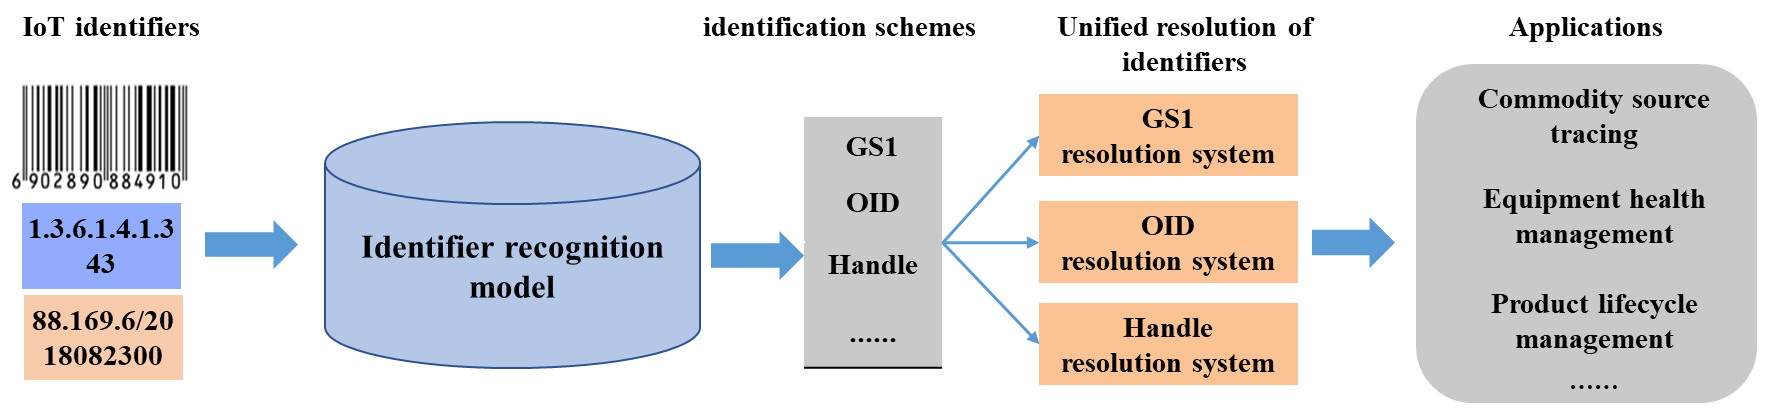 IoT identifiers
6 902890 884910
1.3.6.1.4.1.3
43
88.169.6/20
18082300
Identifier recognition
model
identification schemes
GS1
OID
Handle
......
Unified resolution of
identifiers
GS1
resolution system
OID
resolution system
Handle
resolution system
Applications
Commodity source
tracing
Equipment health
management
Product lifecycle
management
......